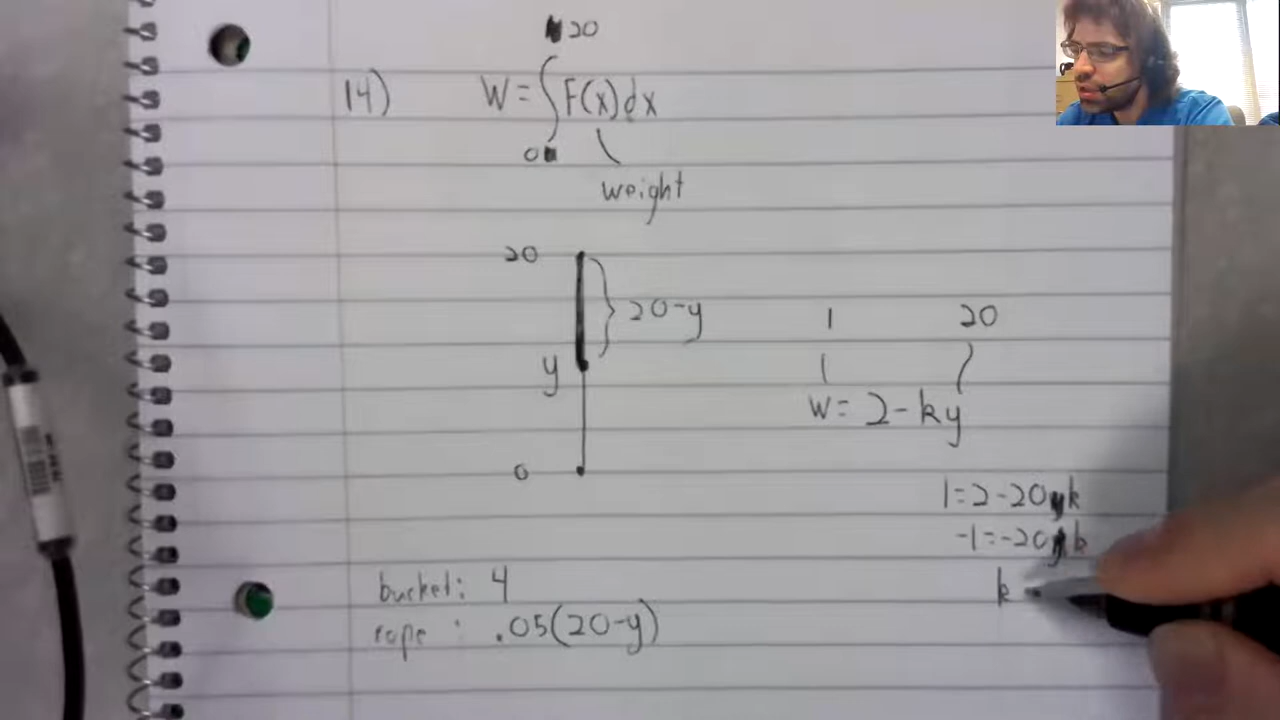 20
14) W = ∫ F(x) dx
0
weight
20
20-y
1 20
y
W = 2 - ky
0
1 = 2 - 20k
-1 = -20k
bucket: 4
k
rope : .05(20-y)